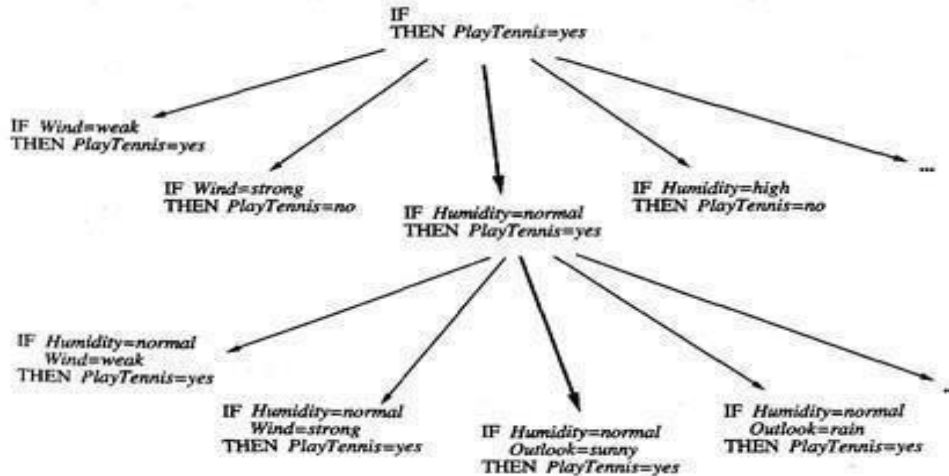 IF
THEN PlayTennis=yes
IF Wind=weak
THEN PlayTennis=yes
IF Wind=strong
THEN PlayTennis=no
IF Humidity=normal
THEN PlayTennis=yes
IF Humidity=high
THEN PlayTennis=no
...
IF Humidity=normal
Wind=weak
THEN PlayTennis=yes
IF Humidity=normal
Wind=strong
THEN PlayTennis=yes
IF Humidity=normal
Outlook=sunny
THEN PlayTennis=yes
IF Humidity=normal
Outlook=rain
THEN PlayTennis=yes
..